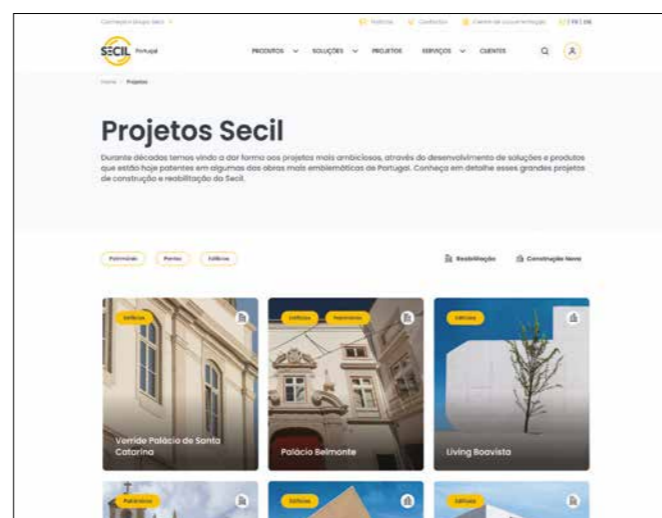 Conheça o Grupo Secil
Notícias Contactos Centro de Documentação PT | EN
SECIL Portugal PRODUTOS SOLUÇÕES PROJETOS SERVIÇOS CLIENTES
Home Projetos
Projetos Secil
Durante décadas temos vindo a dar forma aos projetos mais ambiciosos, através do desenvolvimento de soluções e produtos
que estão hoje patentes em algumas das obras mais emblemáticas de Portugal. Conheça em detalhe esses grandes projetos
de construção e reabilitação da Secil.
Património Pontes Edifícios Reabilitação Construção Nova
Edifícios Edifícios Património Edifícios
Verride Palácio de Santa
Catarina Palácio Belmonte Living Boavista
Património Edifícios Edifícios